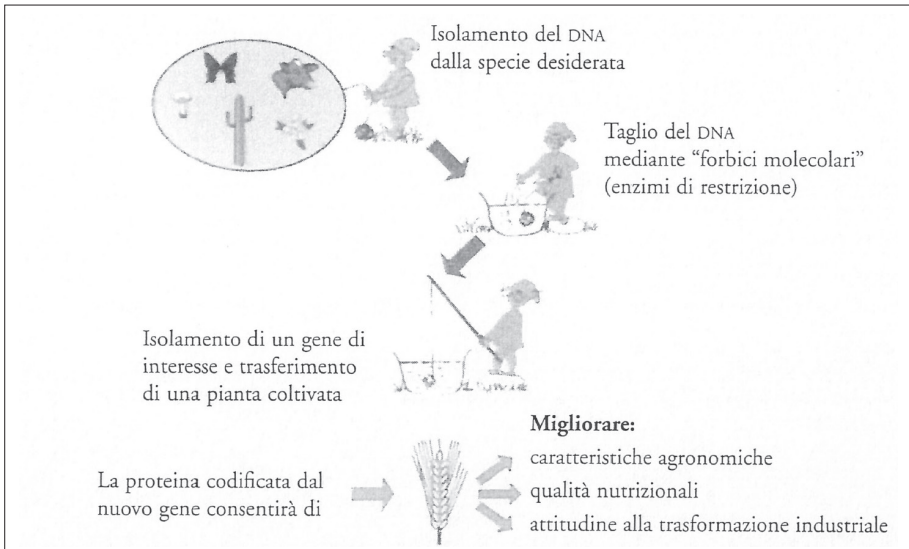 Isolamento del DNA
dalla specie desiderata
Taglio del DNA
mediante “forbici molecolari”
(enzimi di restrizione)
Isolamento di un gene di
interesse e trasferimento
di una pianta coltivata
La proteina codificata dal
nuovo gene consentirà di
Migliorare:
caratteristiche agronomiche
qualità nutrizionali
attitudine alla trasformazione industriale